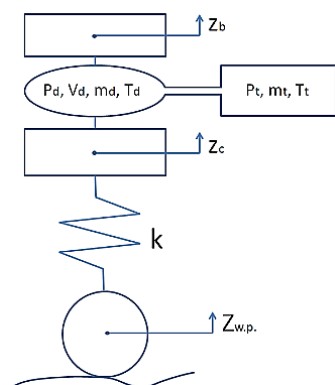 Zb
Pd, Vd, md, Td
Pt, mt, Tt
Zc
k
Zw.p.